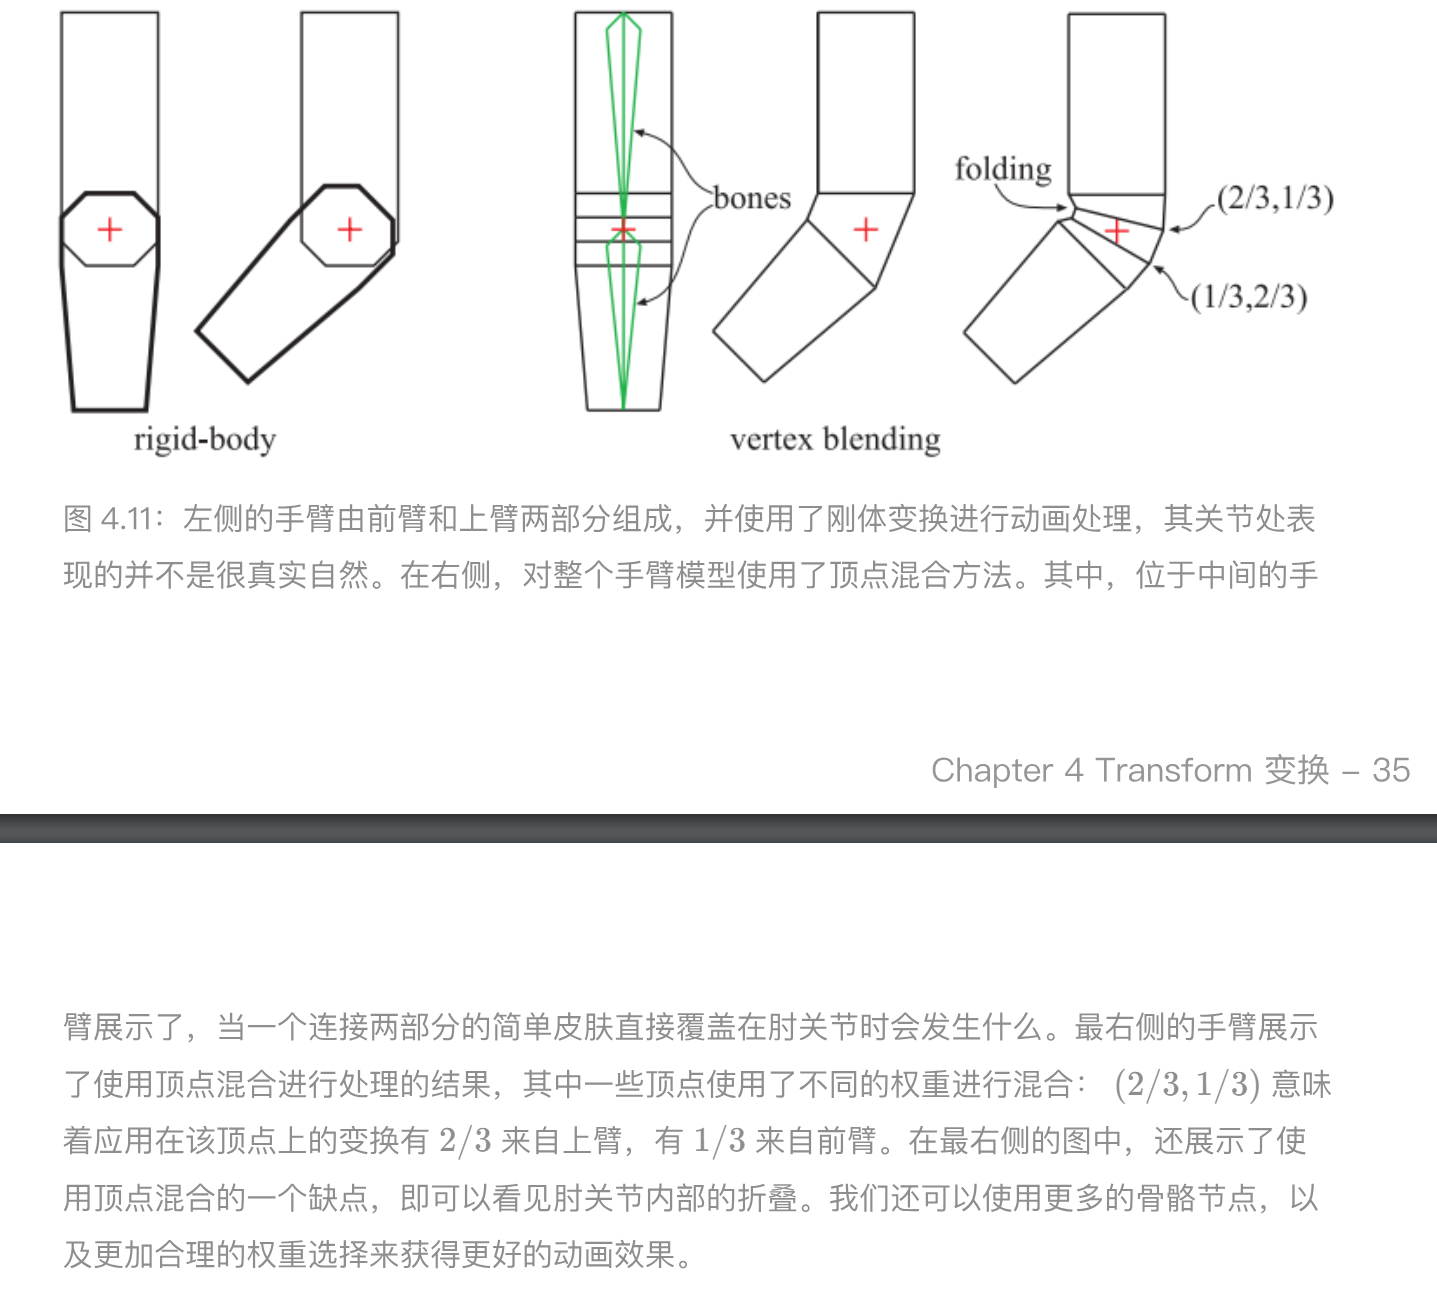 folding
bones
(2/3,1/3)
(1/3,2/3)
rigid-body
vertex blending
图 4.11：左侧的手臂由前臂和上臂两部分组成，并使用了刚体变换进行动画处理，其关节处表
现的并不是很真实自然。在右侧，对整个手臂模型使用了顶点混合方法。其中，位于中间的手
Chapter 4 Transform 变换 – 35
臂展示了，当一个连接两部分的简单皮肤直接覆盖在肘关节时会发生什么。最右侧的手臂展示
了使用顶点混合进行处理的结果，其中一些顶点使用了不同的权重进行混合： (2/3, 1/3) 意味
着应用在该顶点上的变换有 2/3 来自上臂，有 1/3 来自前臂。在最右侧的图中，还展示了使
用顶点混合的一个缺点，即可以看见肘关节内部的折叠。我们还可以使用更多的骨骼节点，以
及更加合理的权重选择来获得更好的动画效果。